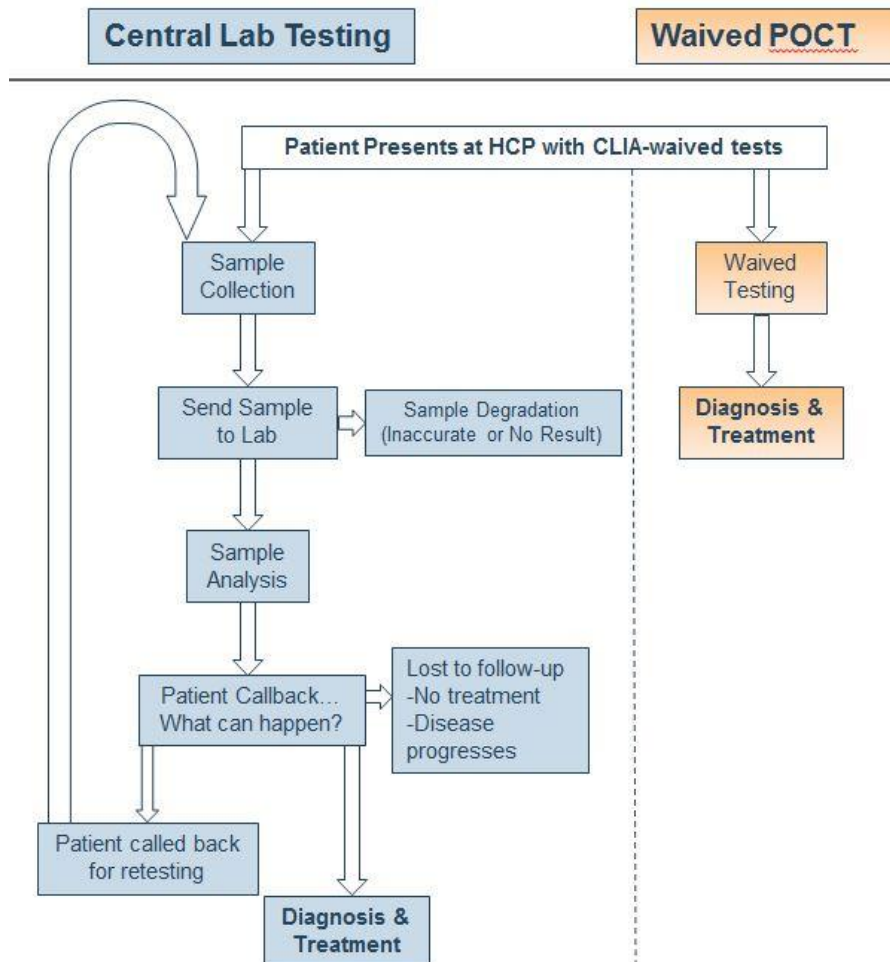 Central Lab Testing
Waived POCT
Patient Presents at HCP with CLIA-waived tests
Sample
Collection
Waived
Testing
Send Sample
to Lab
Sample Degradation
(Inaccurate or No Result)
Diagnosis &
Treatment
Sample
Analysis
Patient Callback…
What can happen?
Lost to follow-up
-No treatment
-Disease
progresses
Patient called back
for retesting
Diagnosis &
Treatment